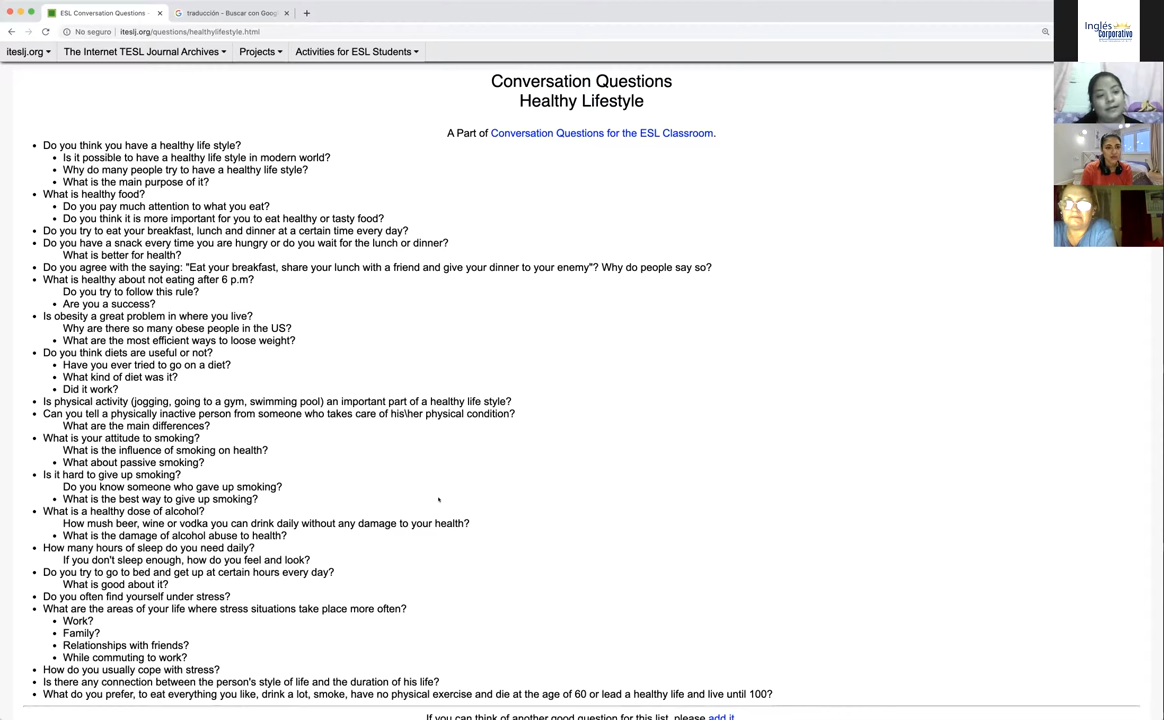 ESL Conversation Questions -
traducción - Buscar con Goog
No seguro
iteslj.org/questions/healthylifestyle.html
iteslj.org
The Internet TESL Journal Archives
Projects
Activities for ESL Students
Inglés
Corporativo
Conversation Questions
Healthy Lifestyle
A Part of Conversation Questions for the ESL Classroom.
Do you think you have a healthy life style?
Is it possible to have a healthy life style in modern world?
Why do many people try to have a healthy life style?
What is the main purpose of it?
What is healthy food?
Do you pay much attention to what you eat?
Do you think it is more important for you to eat healthy or tasty food?
Do you try to eat your breakfast, lunch and dinner at a certain time every day?
Do you have a snack every time you are hungry or do you wait for the lunch or dinner?
What is better for health?
Do you agree with the saying: "Eat your breakfast, share your lunch with a friend and give your dinner to your enemy"? Why do people say so?
What is healthy about not eating after 6 p.m?
Do you try to follow this rule?
Are you a success?
Is obesity a great problem in where you live?
Why are there so many obese people in the US?
What are the most efficient ways to loose weight?
Do you think diets are useful or not?
Have you ever tried to go on a diet?
What kind of diet was it?
Did it work?
Is physical activity (jogging, going to a gym, swimming pool) an important part of a healthy life style?
Can you tell a physically inactive person from someone who takes care of his\her physical condition?
What are the main differences?
What is your attitude to smoking?
What is the influence of smoking on health?
What about passive smoking?
Is it hard to give up smoking?
Do you know someone who gave up smoking?
What is the best way to give up smoking?
What is a healthy dose of alcohol?
How mush beer, wine or vodka you can drink daily without any damage to your health?
What is the damage of alcohol abuse to health?
How many hours of sleep do you need daily?
If you don't sleep enough, how do you feel and look?
Do you try to go to bed and get up at certain hours every day?
What is good about it?
Do you often find yourself under stress?
What are the areas of your life where stress situations take place more often?
Work?
Family?
Relationships with friends?
While commuting to work?
How do you usually cope with stress?
Is there any connection between the person's style of life and the duration of his life?
What do you prefer, to eat everything you like, drink a lot, smoke, have no physical exercise and die at the age of 60 or lead a healthy life and live until 100?
If you can think of another good question for this list, please add it.